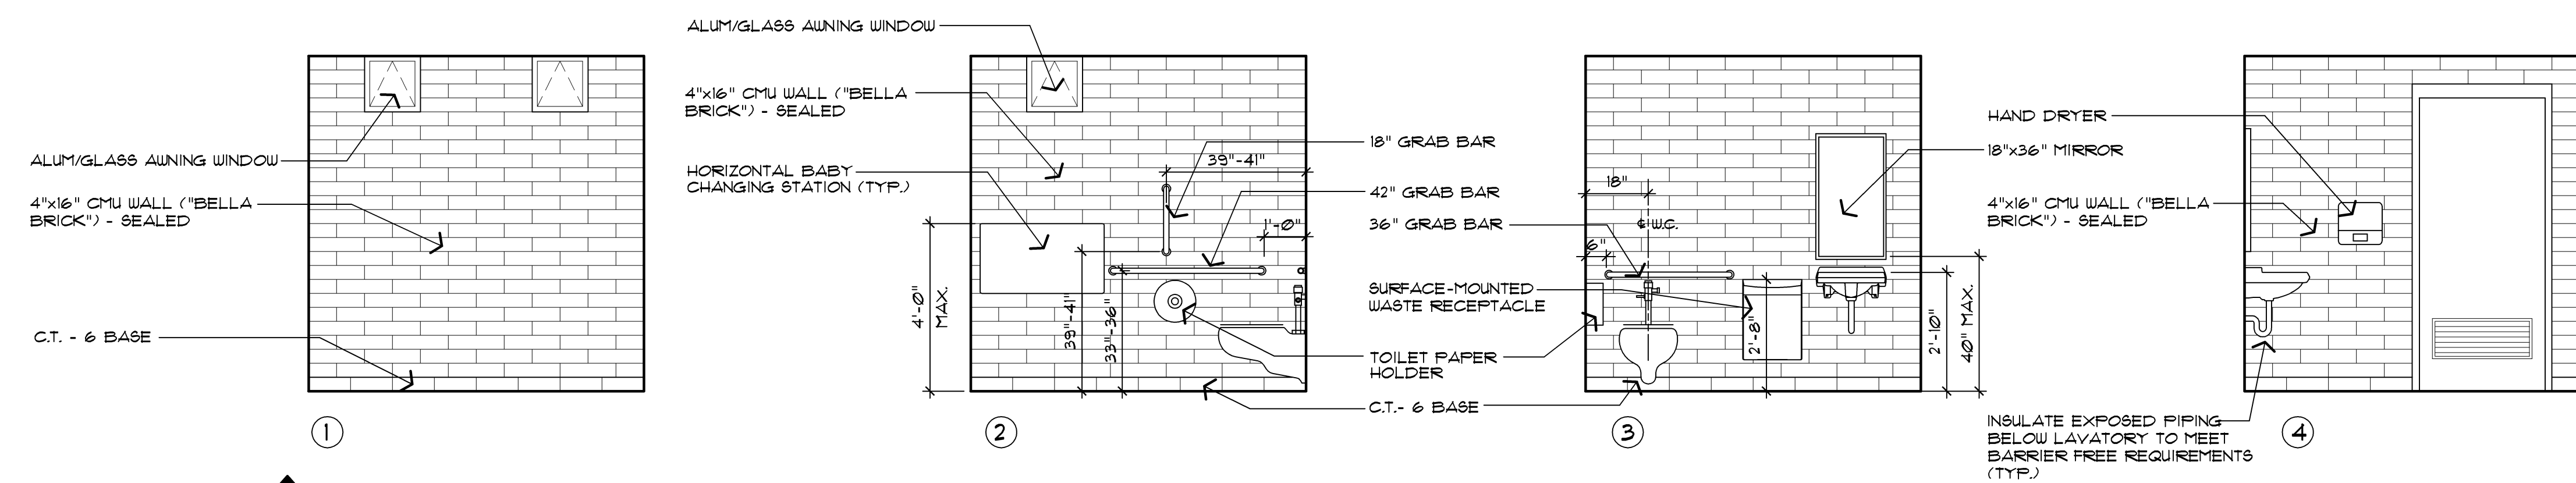 ALUM/GLASS AWNING WINDOW
4"x16" CMU WALL ("BELLA
BRICK") - SEALED
C.T. - 6 BASE
1
ALUM/GLASS AWNING WINDOW
4"x16" CMU WALL ("BELLA
BRICK") - SEALED
HORIZONTAL BABY
CHANGING STATION (TYP.)
4'-0"
MAX.
39"-41"
33"-36"
39"-41"
1'-0"
2
18" GRAB BAR
42" GRAB BAR
36" GRAB BAR
SURFACE-MOUNTED
WASTE RECEPTACLE
TOILET PAPER
HOLDER
C.T.- 6 BASE
18"
℄ W.C.
6"
2'-8"
2'-10"
40" MAX.
3
HAND DRYER
18"x36" MIRROR
4"x16" CMU WALL ("BELLA
BRICK") - SEALED
INSULATE EXPOSED PIPING
BELOW LAVATORY TO MEET
BARRIER FREE REQUIREMENTS
(TYP.)
4